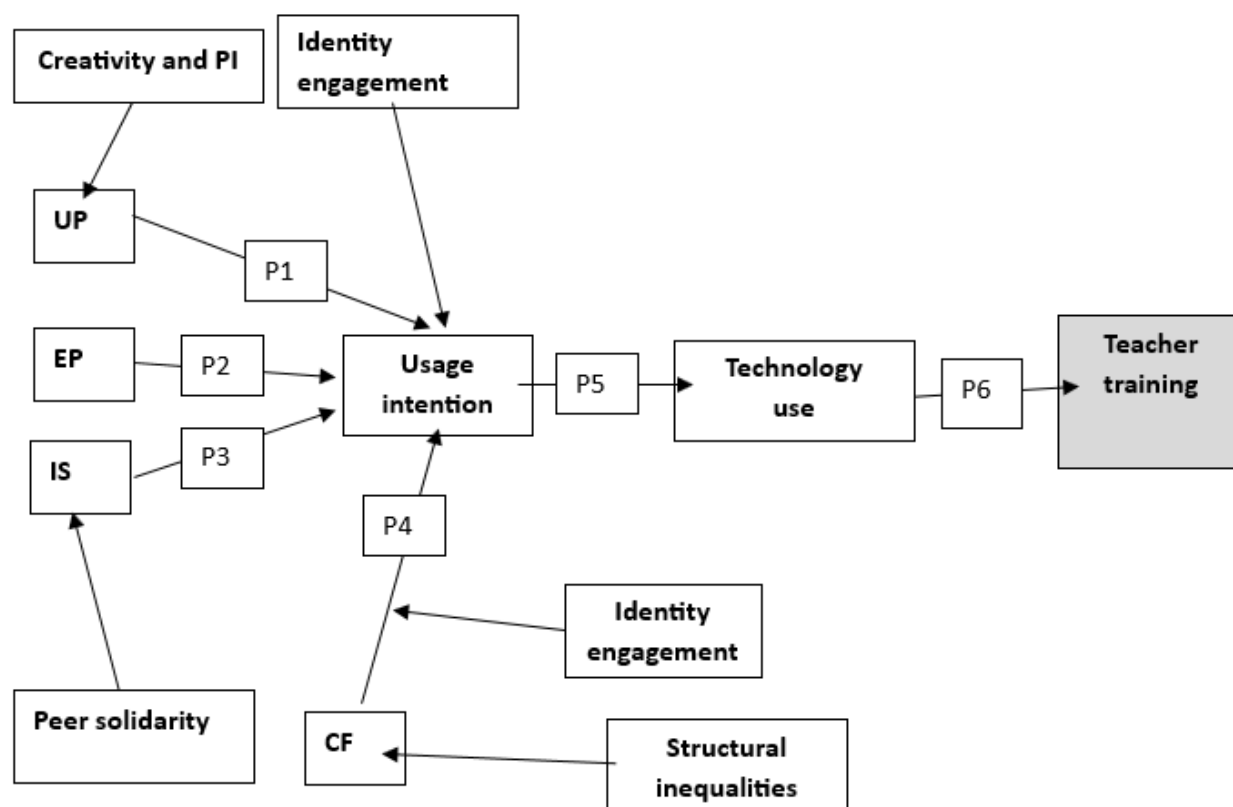 Creativity and PI
Identity
engagement
UP
P1
EP
P2
Usage
intention
P5
Technology
use
P6
Teacher
training
IS
P3
P4
Identity
engagement
Peer solidarity
CF
Structural
inequalities